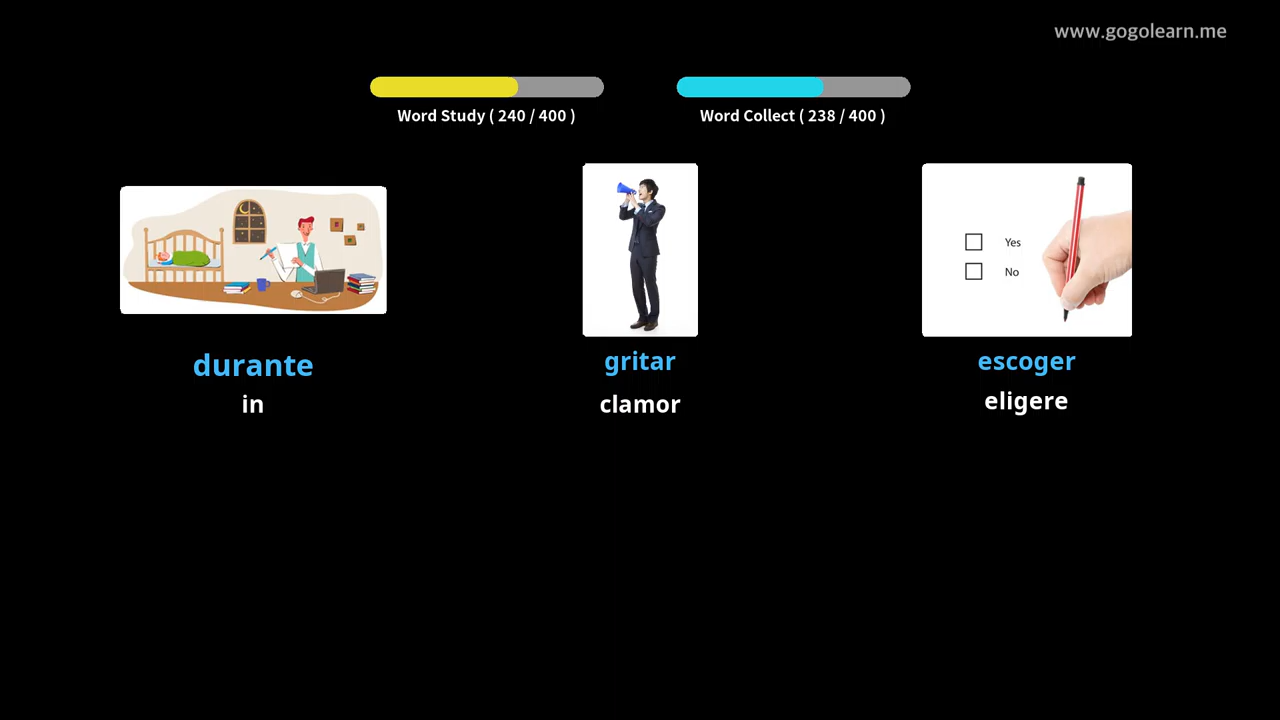 www.gogolearn.me
Word Study ( 240 / 400 )
Word Collect ( 238 / 400 )
Yes
No
durante
gritar
escoger
in
clamor
eligere